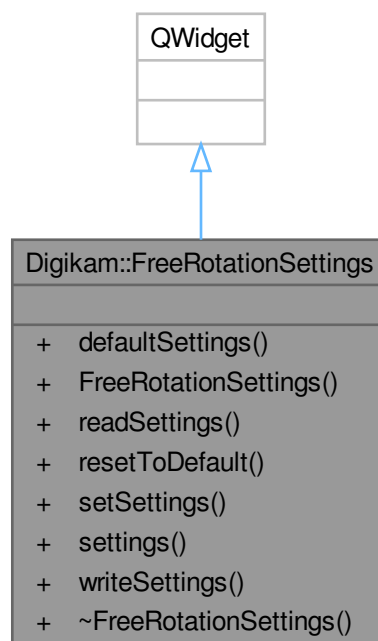 QWidget
Digikam::FreeRotationSettings
+ defaultSettings()
+ FreeRotationSettings()
+ readSettings()
+ resetToDefault()
+ setSettings()
+ settings()
+ writeSettings()
+ ~FreeRotationSettings()